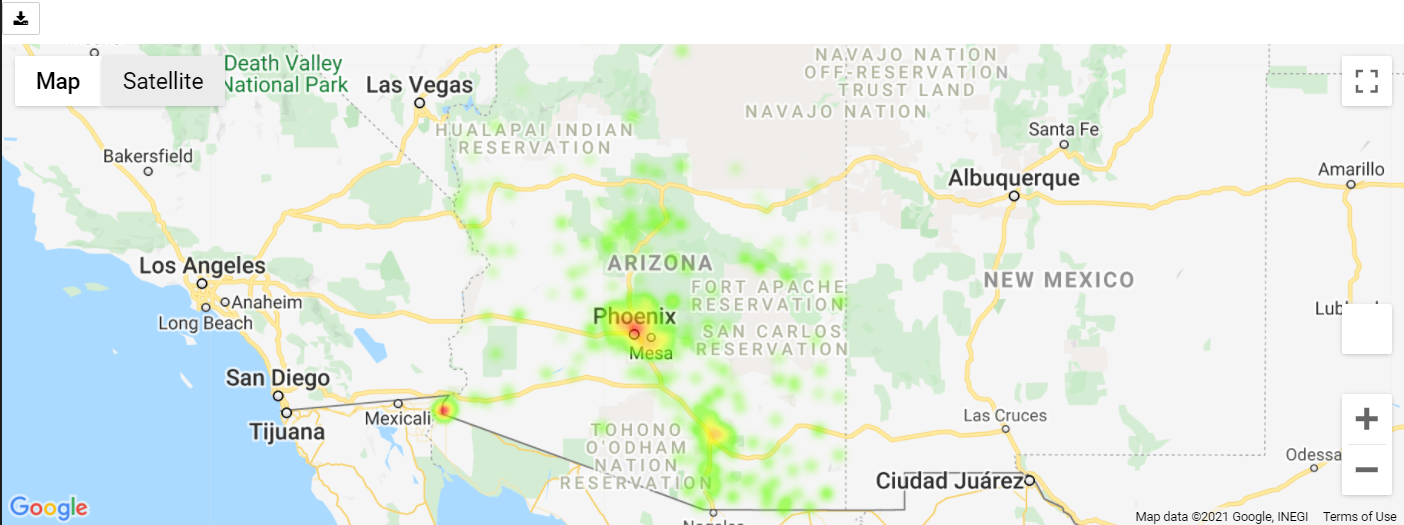 NAVAJO NATION
OFF-RESERVATION
TRUST LAND
Map
Satellite
Death Valley
National Park
Las Vegas
NAVAJO NATION
HUALAPAI INDIAN
RESERVATION
Santa Fe
Bakersfield
Amarillo
Albuquerque
Los Angeles
ARIZONA
NEW MEXICO
Anaheim
FORT APACHE
RESERVATION
Long Beach
Phoenix
SAN CARLOS
RESERVATION
Mesa
San Diego
Mexicali
Tijuana
Las Cruces
TOHONO
O'ODHAM
NATION
RESERVATION
Odessa
Ciudad Juárez
Google
Map data ©2021 Google, INEGI
Terms of Use